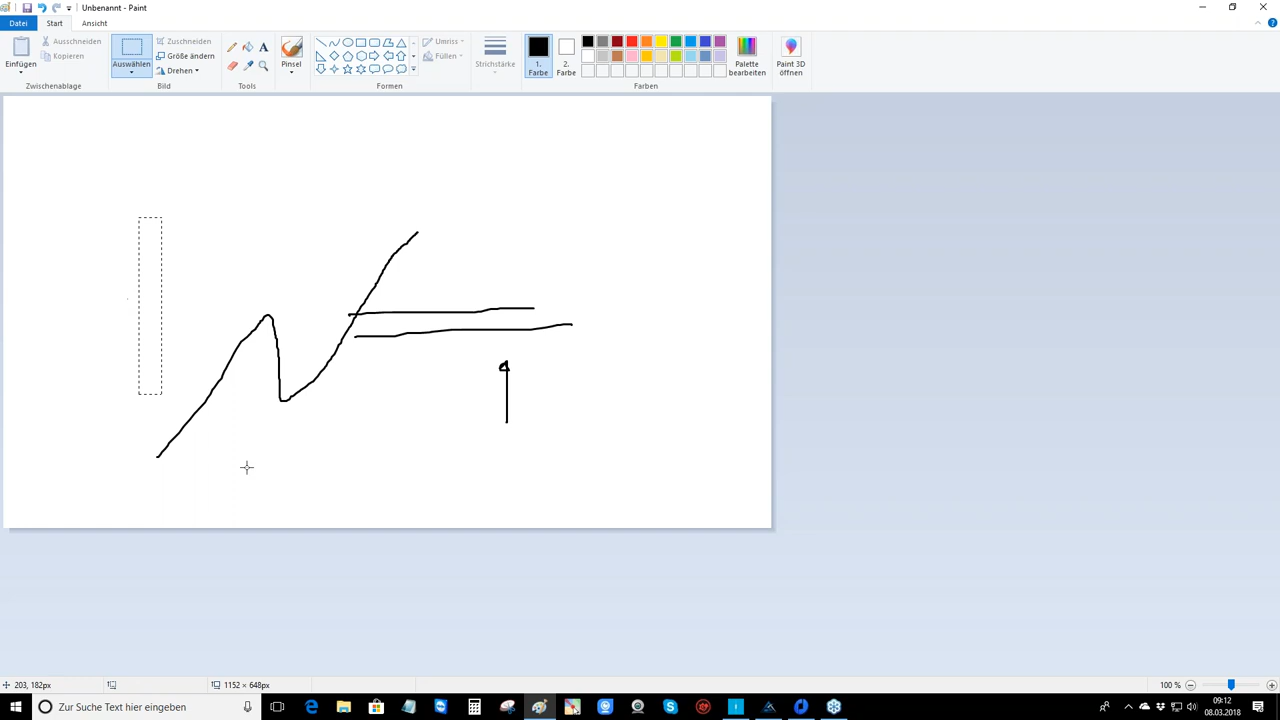 Unbenannt - Paint
Datei Start Ansicht
Einfügen
Ausschneiden
Kopieren
Zwischenablage
Auswählen
Zuschneiden
Größe ändern
Drehen
Bild
A
Tools
Pinsel
Formen
Umriss
Füllen
Strichstärke
1.
Farbe
2.
Farbe
Farben
Palette
bearbeiten
Paint 3D
öffnen
203, 182px
1152 × 648px
100 %
Zur Suche Text hier eingeben
09:12
08.03.2018